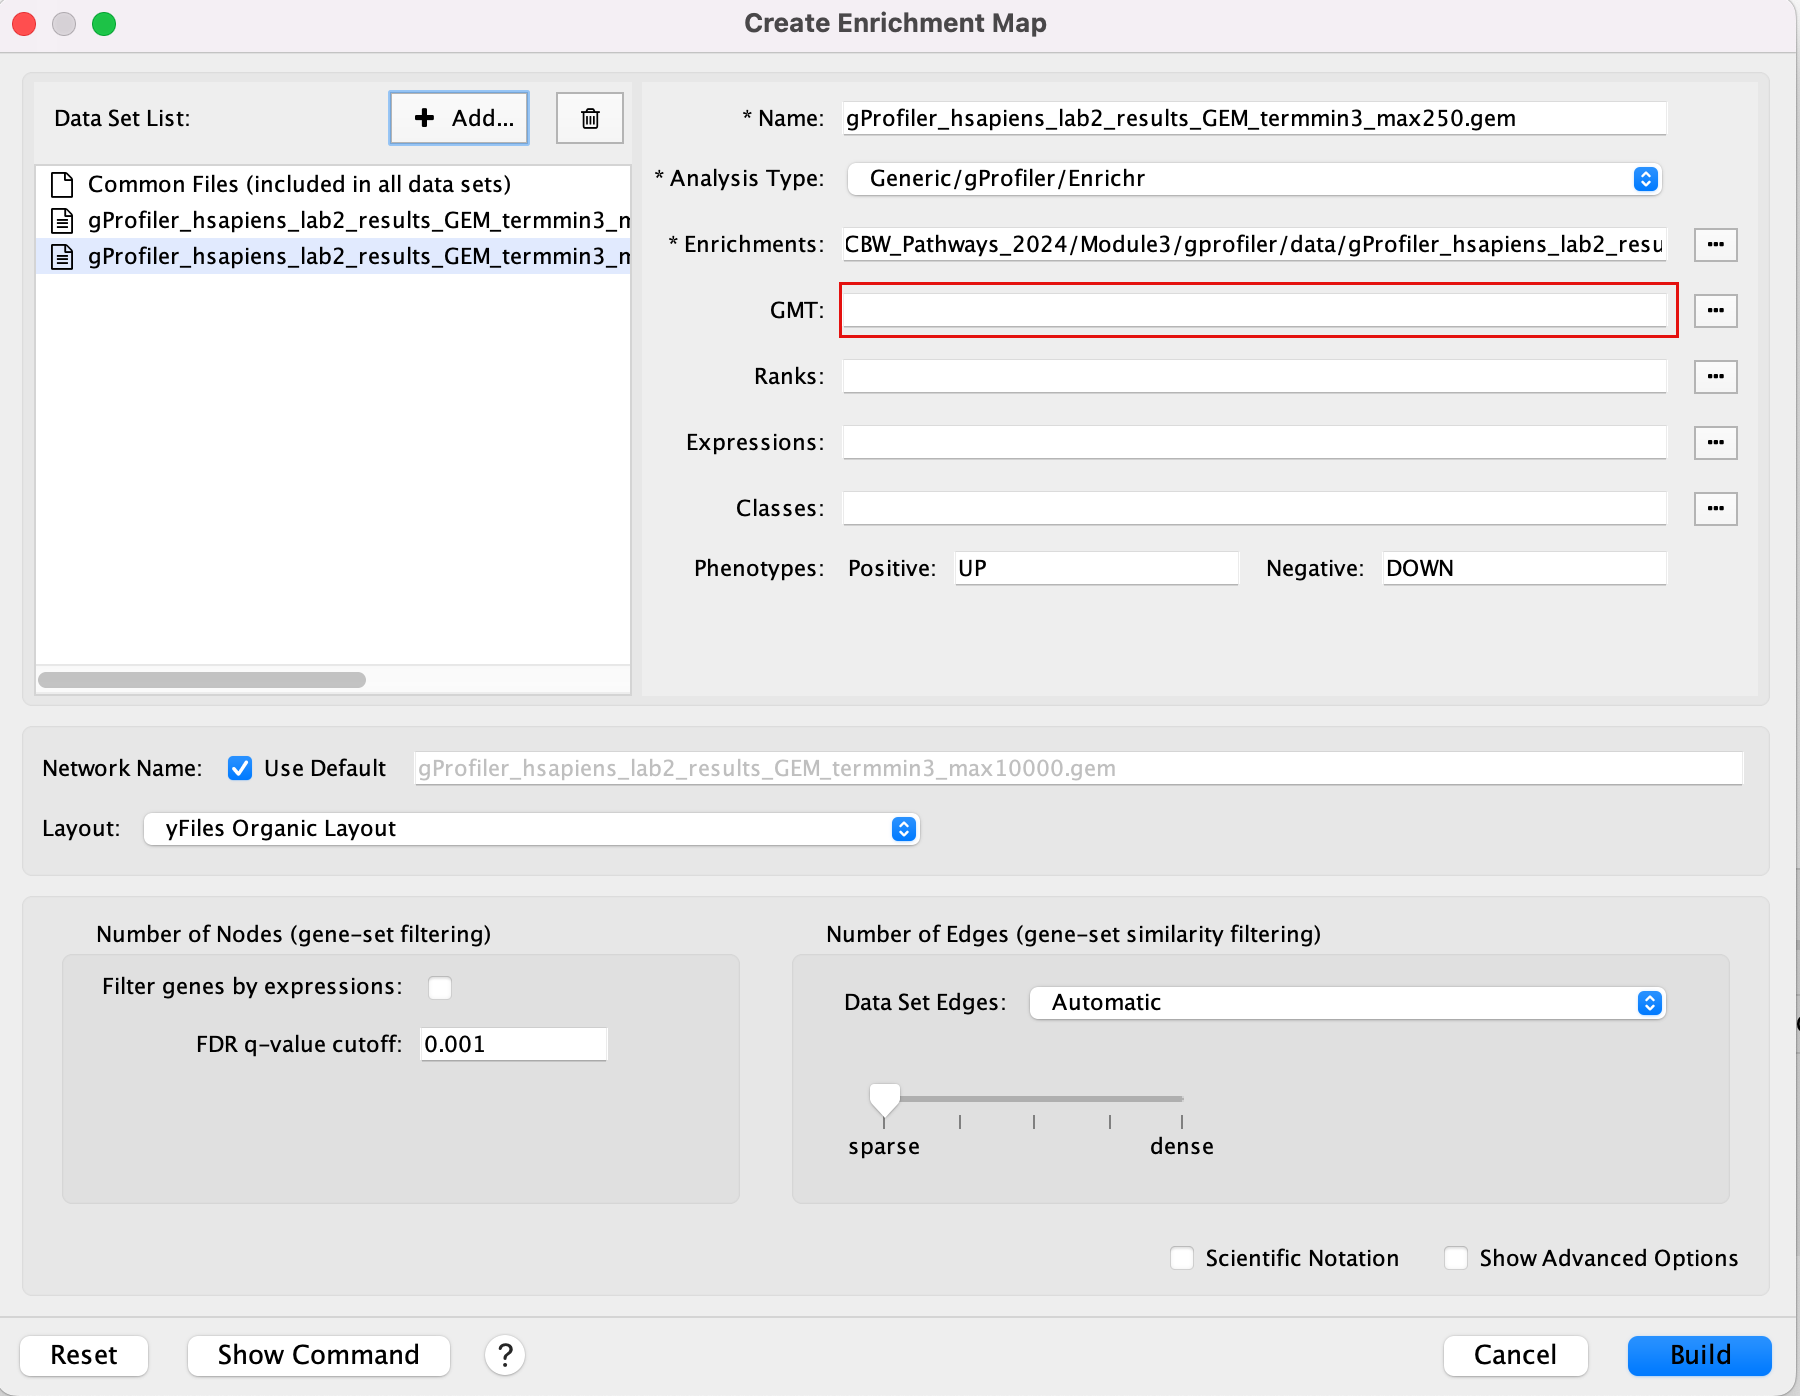 Create Enrichment Map
Data Set List:
Add...
Common Files (included in all data sets)
gProfiler_hsapiens_lab2_results_GEM_termmin3_m
gProfiler_hsapiens_lab2_results_GEM_termmin3_m
* Name: gProfiler_hsapiens_lab2_results_GEM_termmin3_max250.gem
* Analysis Type: Generic/gProfiler/Enrichr
* Enrichments: CBW_Pathways_2024/Module3/gprofiler/data/gProfiler_hsapiens_lab2_resu
GMT:
Ranks:
Expressions:
Classes:
Phenotypes: Positive: UP Negative: DOWN
Network Name: Use Default gProfiler_hsapiens_lab2_results_GEM_termmin3_max10000.gem
Layout: yFiles Organic Layout
Number of Nodes (gene-set filtering)
Filter genes by expressions:
FDR q-value cutoff: 0.001
Number of Edges (gene-set similarity filtering)
Data Set Edges: Automatic
sparse dense
Scientific Notation Show Advanced Options
Reset Show Command ? Cancel Build